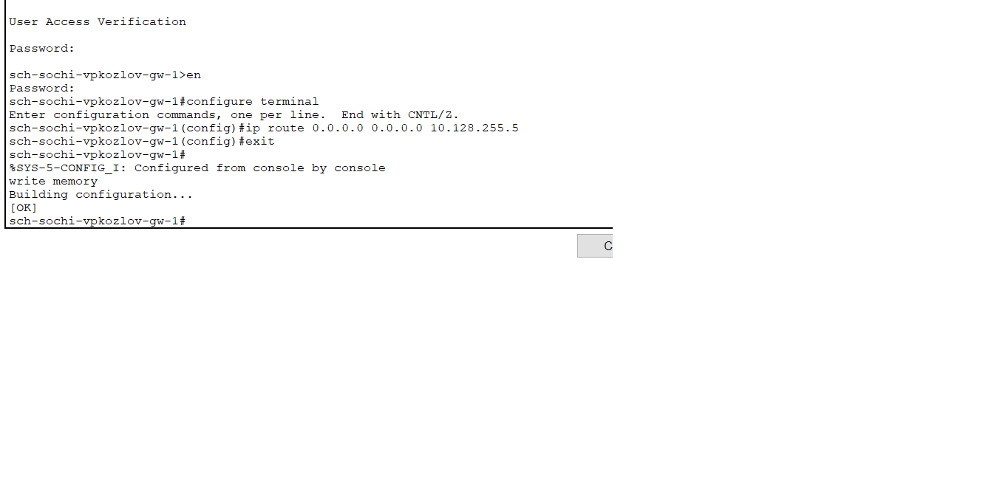 User Access Verification
Password:
sch-sochi-vpkozlov-gw-1>en
Password:
sch-sochi-vpkozlov-gw-1#configure terminal
Enter configuration commands, one per line.  End with CNTL/Z.
sch-sochi-vpkozlov-gw-1(config)#ip route 0.0.0.0 0.0.0.0 10.128.255.5
sch-sochi-vpkozlov-gw-1(config)#exit
sch-sochi-vpkozlov-gw-1#
%SYS-5-CONFIG_I: Configured from console by console
write memory
Building configuration...
[OK]
sch-sochi-vpkozlov-gw-1#
C